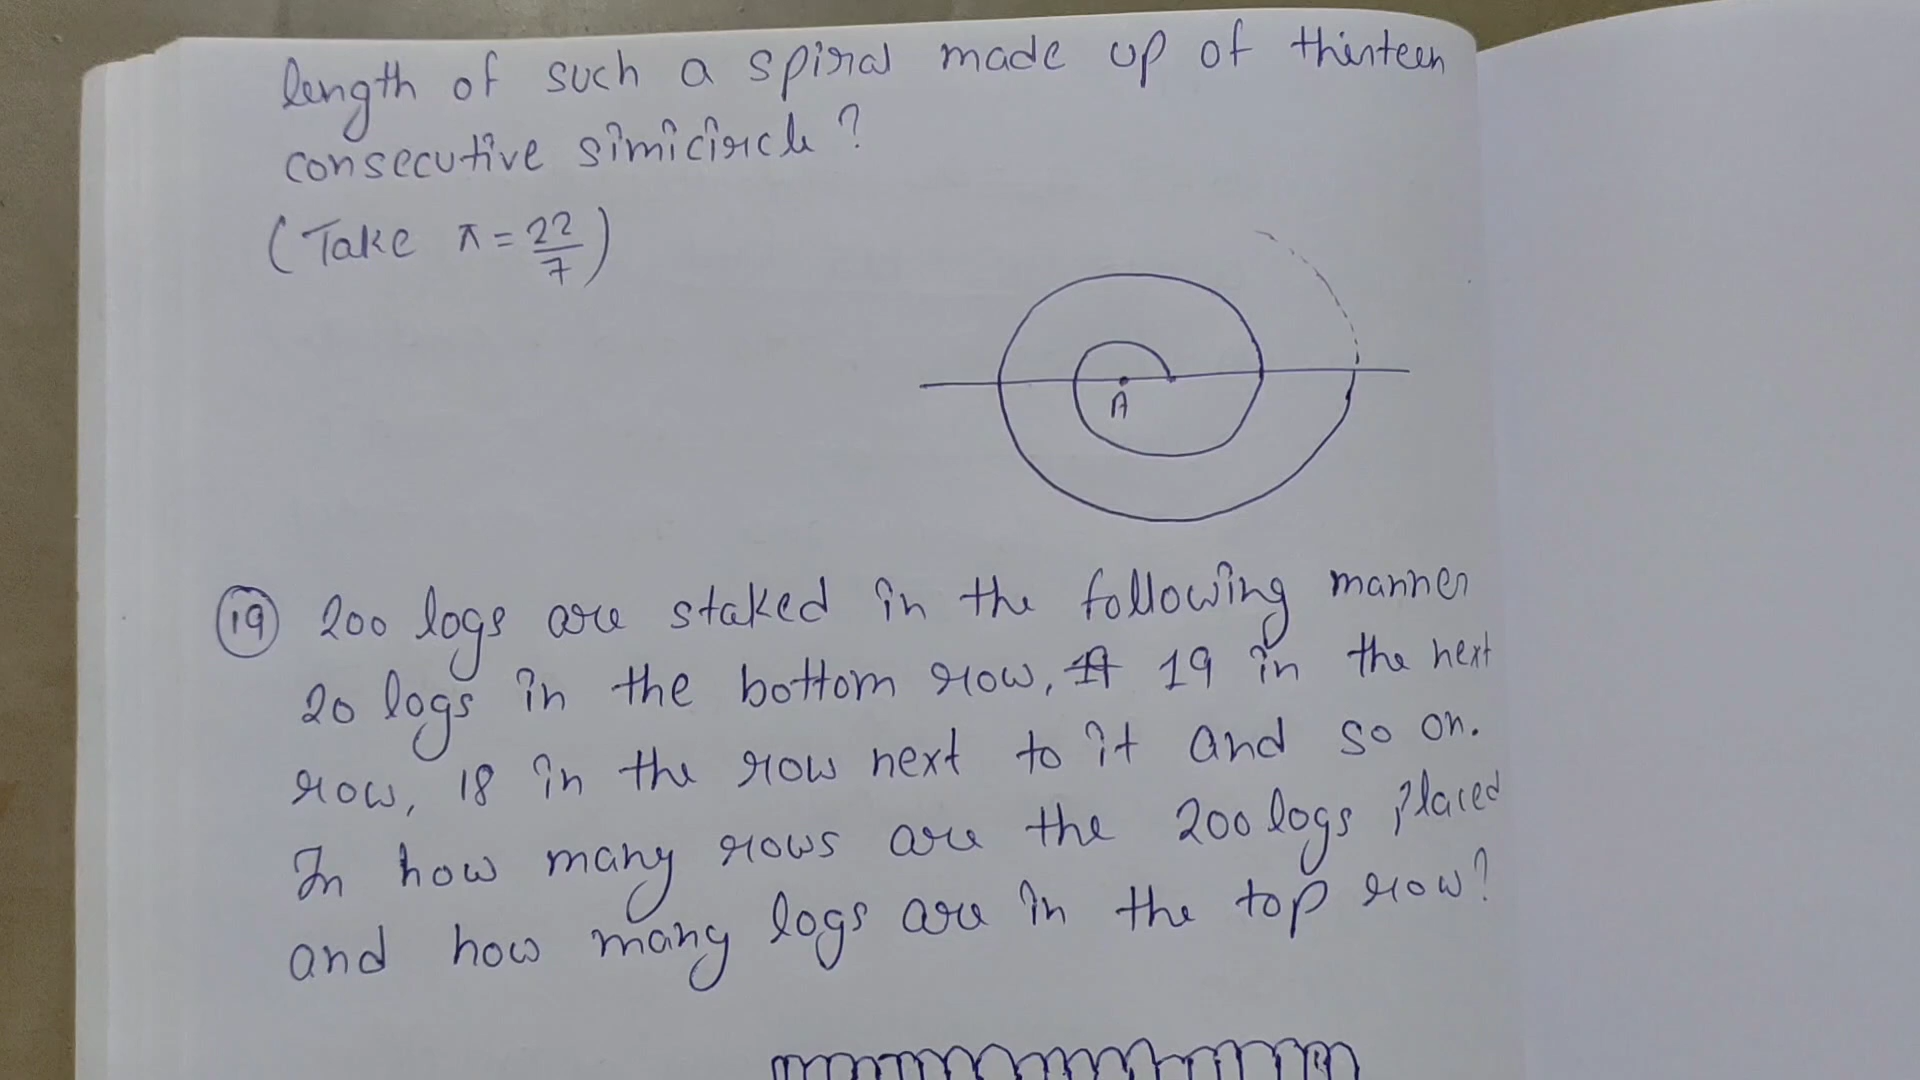 length of such a spiral made up of thirteen
consecutive simicircle?
(Take π = 22/7)
A
(19) 200 logs are staked in the following manner
20 logs in the bottom row, 19 in the next
row, 18 in the row next to it and so on.
In how many rows are the 200 logs placed
and how many logs are in the top row?